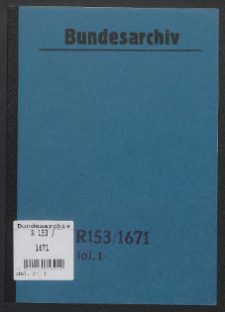 Bundesarchiv
R153/1671
fol. 1-
Bundesarchiv
R 153 /
1671